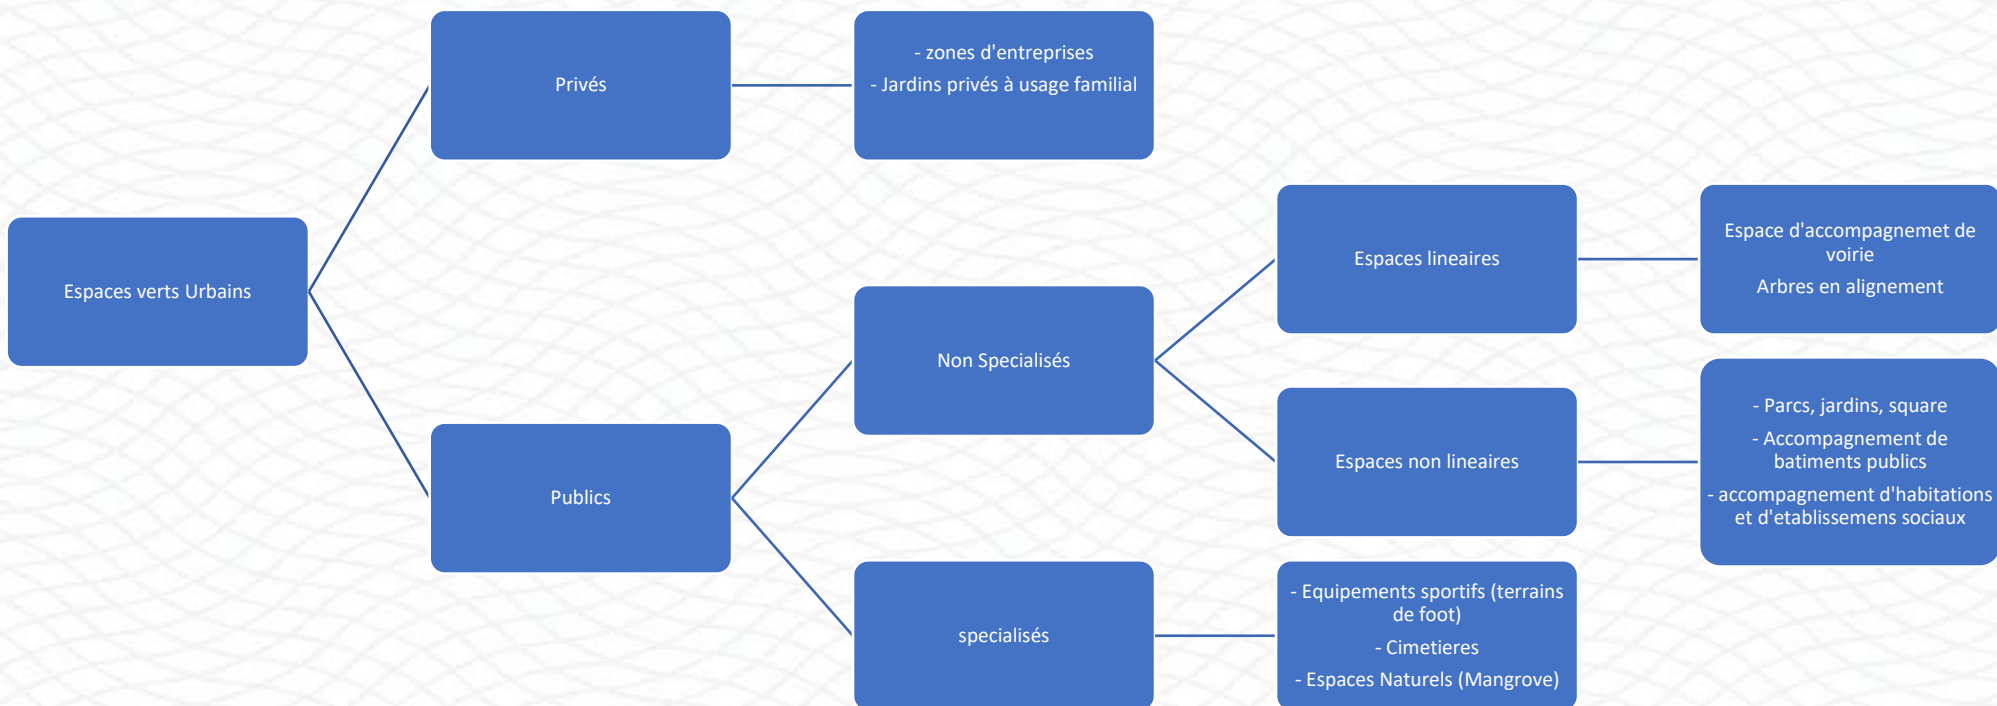 Espaces verts Urbains
Privés
- zones d'entreprises
- Jardins privés à usage familial
Publics
Non Specialisés
Espaces lineaires
Espace d'accompagnemet de
voirie
Arbres en alignement
Espaces non lineaires
- Parcs, jardins, square
- Accompagnement de
batiments publics
- accompagnement d'habitations
et d'etablissemens sociaux
specialisés
- Equipements sportifs (terrains
de foot)
- Cimetieres
- Espaces Naturels (Mangrove)